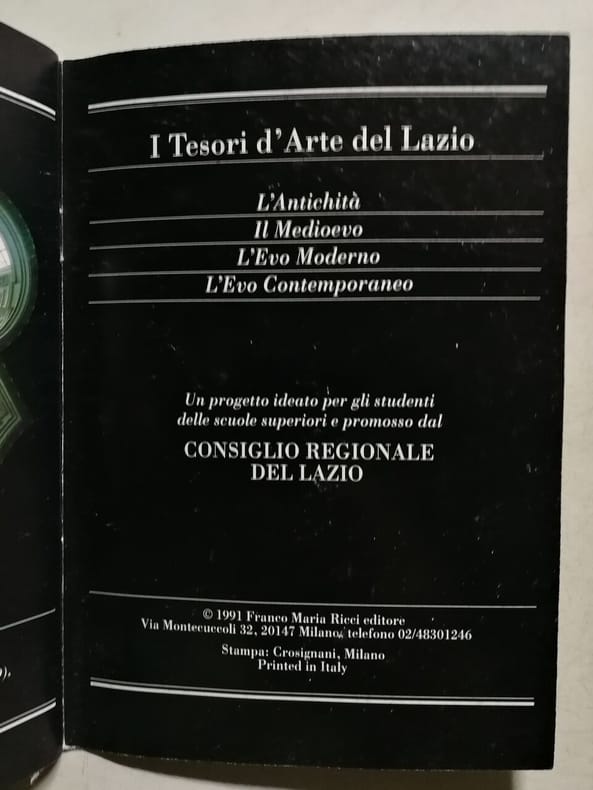 I Tesori d'Arte del Lazio
L'Antichità
Il Medioevo
L'Evo Moderno
L'Evo Contemporaneo
Un progetto ideato per gli studenti
delle scuole superiori e promosso dal
CONSIGLIO REGIONALE
DEL LAZIO
© 1991 Franco Maria Ricci editore
Via Montecuccoli 32, 20147 Milano, telefono 02/48301246
Stampa: Crosignani, Milano
Printed in Italy